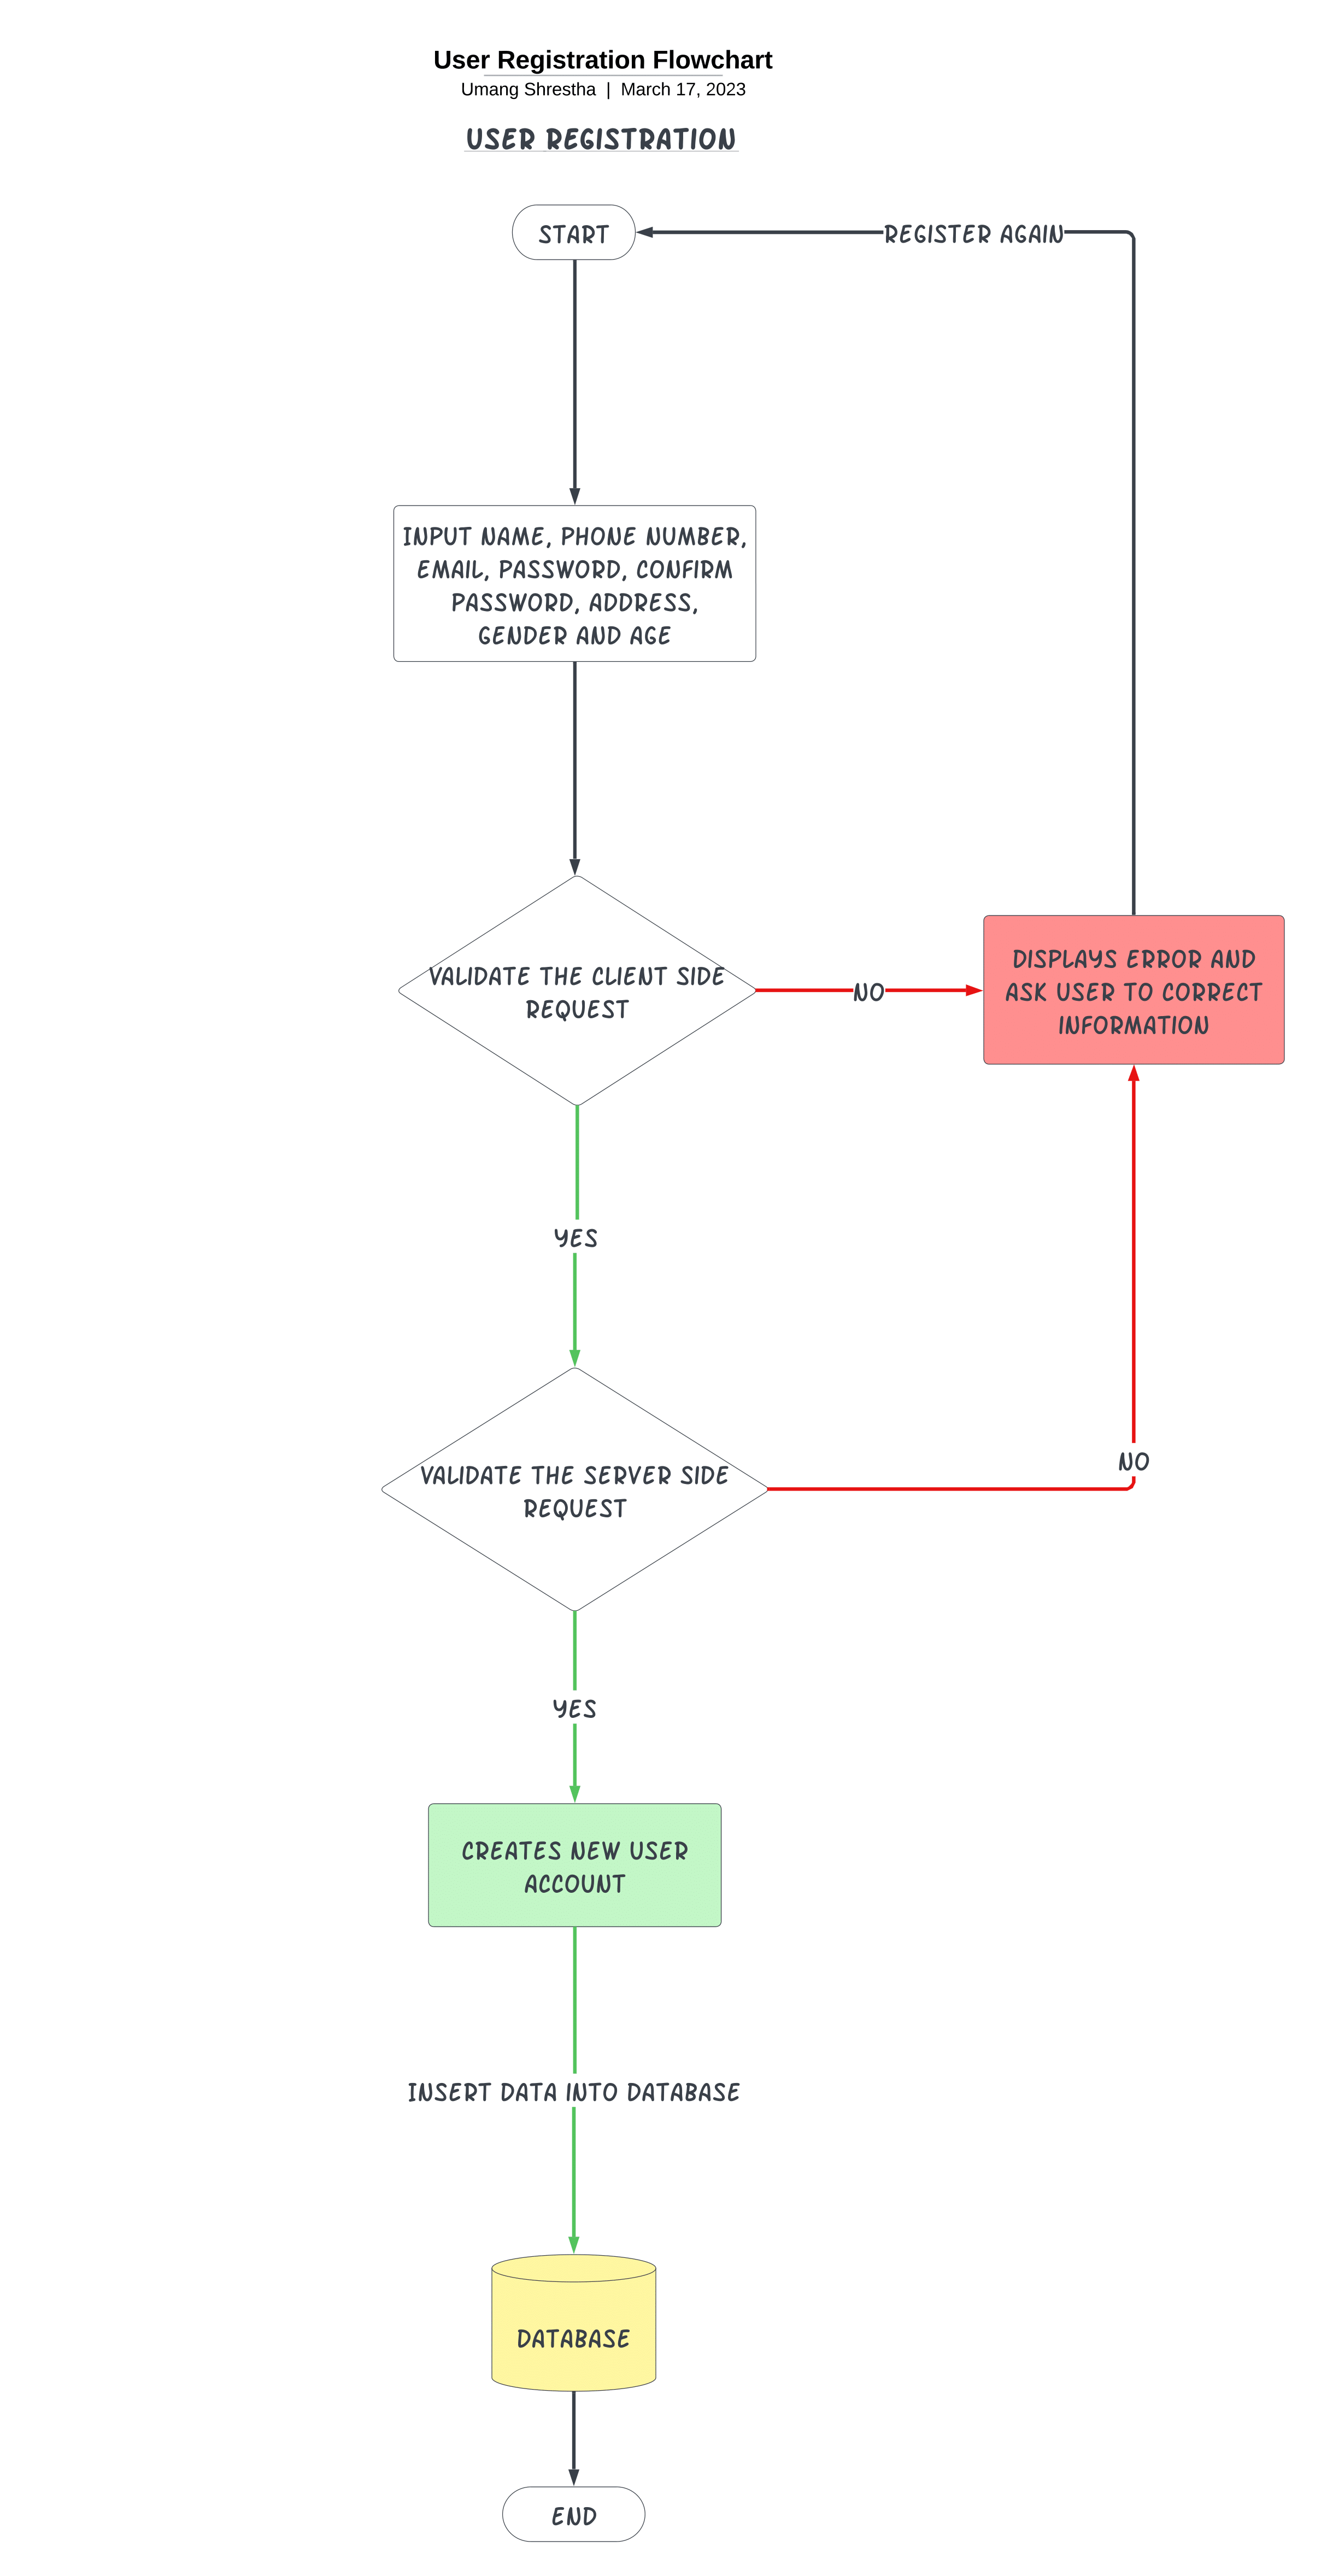 User Registration Flowchart
Umang Shrestha | March 17, 2023
USER REGISTRATION
START
REGISTER AGAIN
INPUT NAME, PHONE NUMBER,
EMAIL, PASSWORD, CONFIRM
PASSWORD, ADDRESS,
GENDER AND AGE
VALIDATE THE CLIENT SIDE
REQUEST
NO
DISPLAYS ERROR AND
ASK USER TO CORRECT
INFORMATION
YES
VALIDATE THE SERVER SIDE
REQUEST
NO
YES
CREATES NEW USER
ACCOUNT
INSERT DATA INTO DATABASE
DATABASE
END